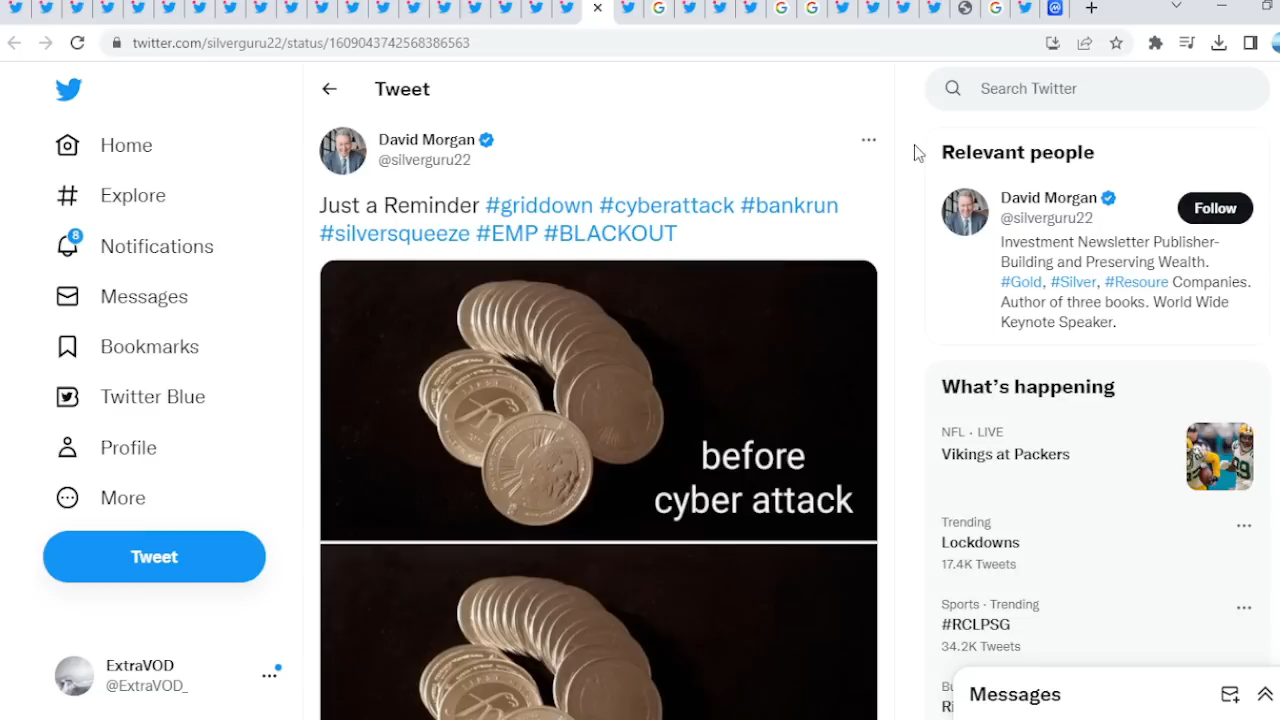 twitter.com/silverguru22/status/1609043742568386563
Tweet
Search Twitter
Home
Explore
8
Notifications
Messages
Bookmarks
Twitter Blue
Profile
More
Tweet
ExtraVOD
@ExtraVOD_
David Morgan
@silverguru22
Just a Reminder #griddown #cyberattack #bankrun
#silversqueeze #EMP #BLACKOUT
before
cyber attack
Relevant people
David Morgan
@silverguru22
Follow
Investment Newsletter Publisher-
Building and Preserving Wealth.
#Gold, #Silver, #Resoure Companies.
Author of three books. World Wide
Keynote Speaker.
What's happening
NFL · LIVE
Vikings at Packers
Trending
Lockdowns
17.4K Tweets
Sports · Trending
#RCLPSG
34.2K Tweets
Messages